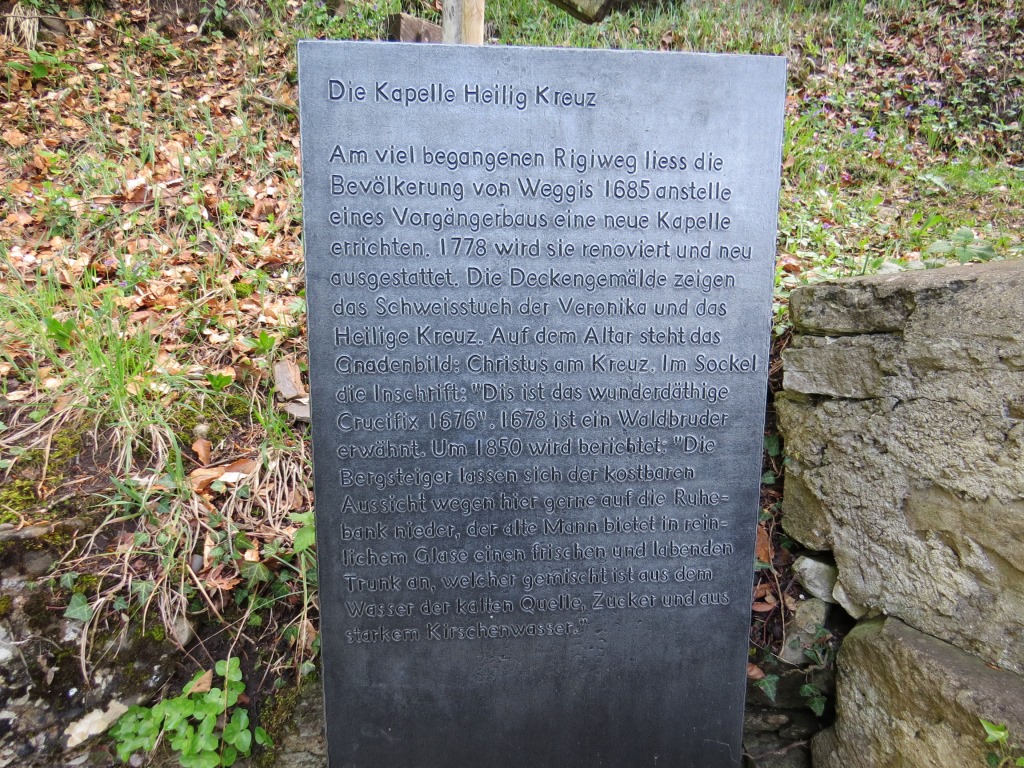 Die Kapelle Heilig Kreuz
Am viel begangenen Rigiweg liess die
Bevölkerung von Weggis 1685 anstelle
eines Vorgängerbaus eine neue Kapelle
errichten. 1778 wird sie renoviert und neu
ausgestattet. Die Deckengemälde zeigen
das Schweisstuch der Veronika und das
Heilige Kreuz. Auf dem Altar steht das
Gnadenbild: Christus am Kreuz. Im Sockel
die Inschrift: "Dis ist das wunderdäthige
Crucifix 1676". 1678 ist ein Waldbruder
erwähnt. Um 1850 wird berichtet: "Die
Bergsteiger lassen sich der kostbaren
Aussicht wegen hier gerne auf die Ruhe-
bank nieder, der alte Mann bietet in rein-
lichem Glase einen frischen und labenden
Trunk an, welcher gemischt ist aus dem
Wasser der kalten Quelle, Zucker und aus
starkem Kirschenwasser."